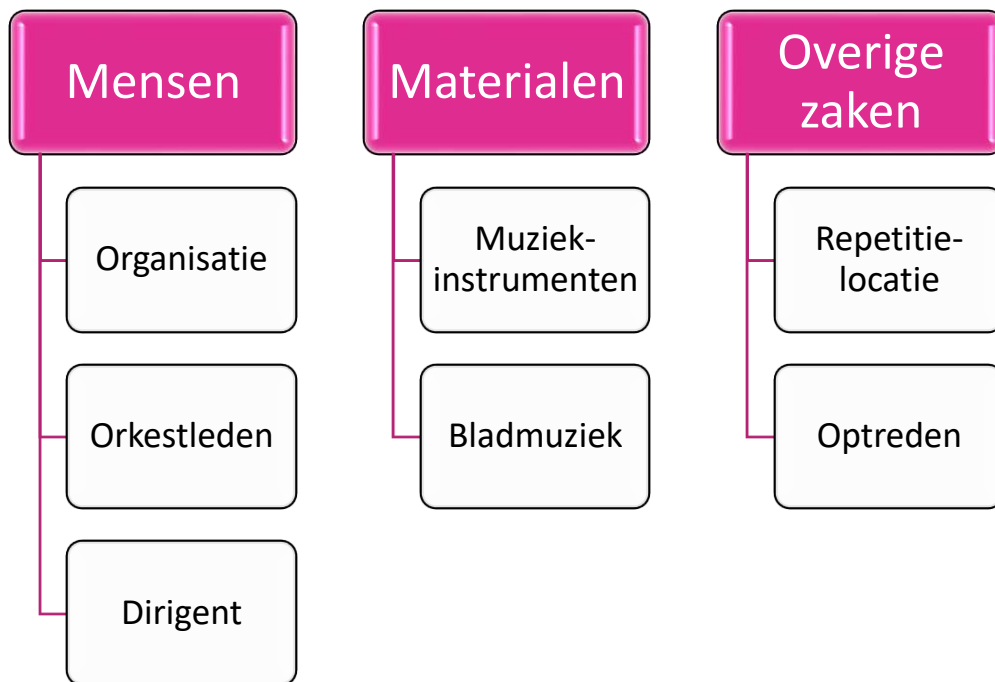 Mensen
Organisatie
Orkestleden
Dirigent
Materialen
Muziek-
instrumenten
Bladmuziek
Overige
zaken
Repetitie-
locatie
Optreden